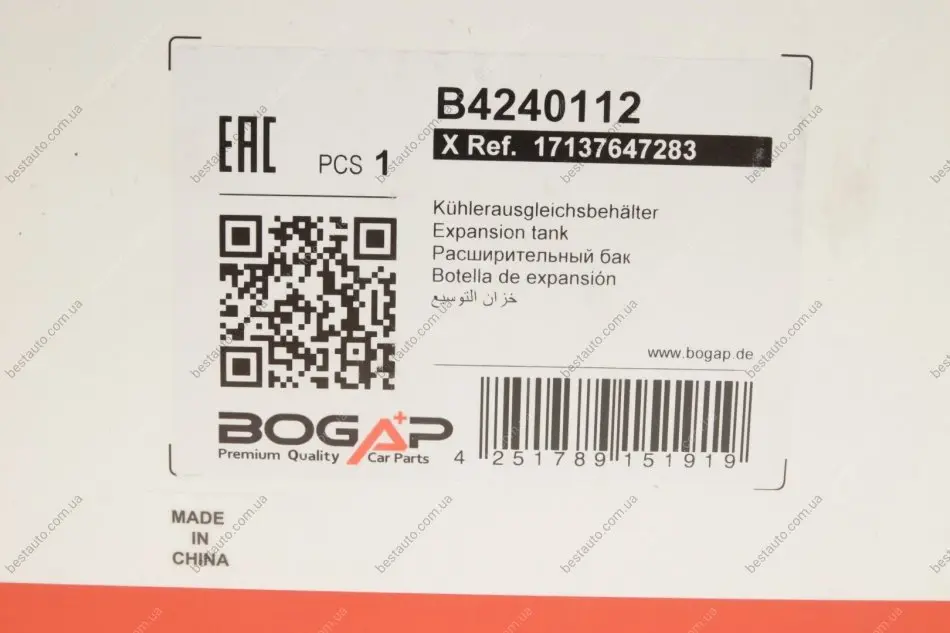 B4240112
X Ref. 17137647283
EAC
PCS 1
Kühlerausgleichsbehälter
Expansion tank
Расширительный бак
Botella de expansión
خزان التوسيع
www.bogap.de
BOGAP
Premium Quality Car Parts
4 251789 151919
MADE
IN
CHINA
bestauto.com.ua